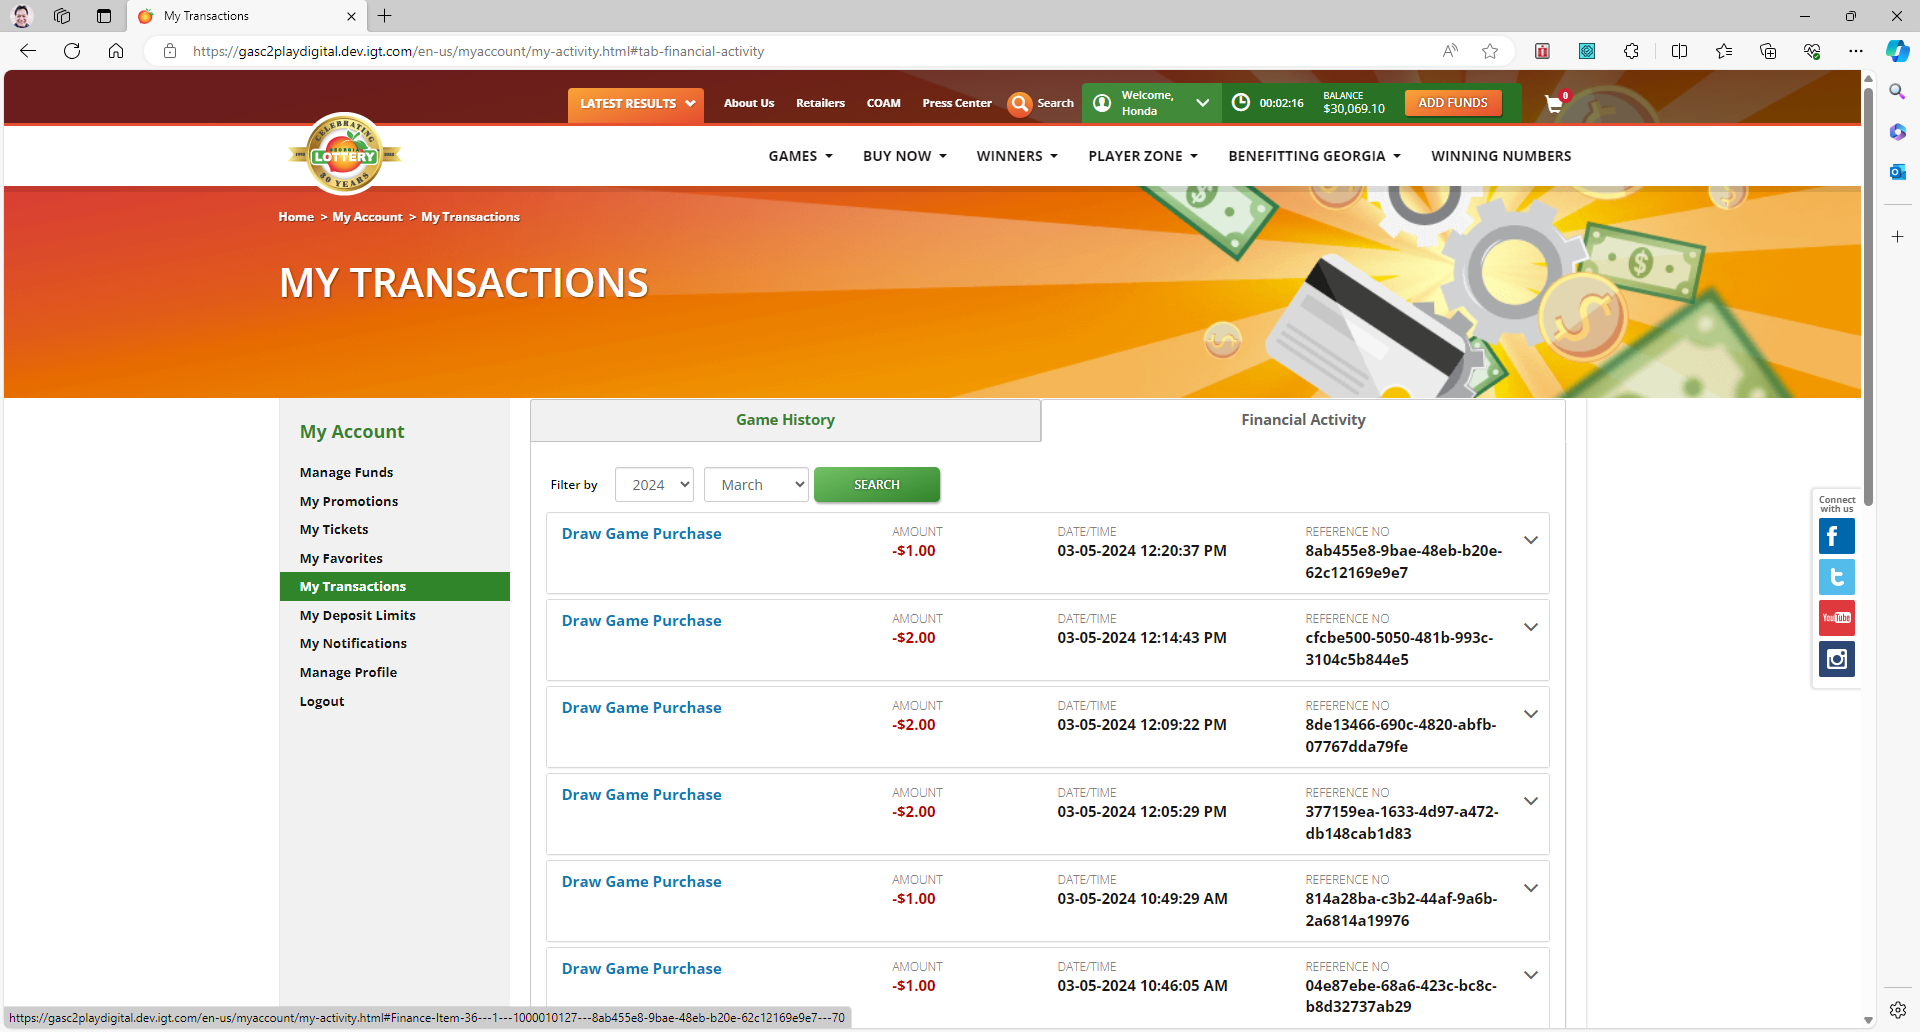 My Transactions
https://gasc2playdigital.dev.igt.com/en-us/myaccount/my-activity.html#tab-financial-activity
LATEST RESULTS
About Us
Retailers
COAM
Press Center
Search
Welcome,
Honda
00:02:16
BALANCE
$30,069.10
ADD FUNDS
0
CELEBRATING
GEORGIA
LOTTERY
30 YEARS
GAMES
BUY NOW
WINNERS
PLAYER ZONE
BENEFITTING GEORGIA
WINNING NUMBERS
Home > My Account > My Transactions
MY TRANSACTIONS
My Account
Manage Funds
My Promotions
My Tickets
My Favorites
My Transactions
My Deposit Limits
My Notifications
Manage Profile
Logout
Game History
Financial Activity
Filter by
2024
March
SEARCH
Draw Game Purchase
AMOUNT
-$1.00
DATE/TIME
03-05-2024 12:20:37 PM
REFERENCE NO
8ab455e8-9bae-48eb-b20e-
62c12169e9e7
Draw Game Purchase
AMOUNT
-$2.00
DATE/TIME
03-05-2024 12:14:43 PM
REFERENCE NO
cfcbe500-5050-481b-993c-
3104c5b844e5
Draw Game Purchase
AMOUNT
-$2.00
DATE/TIME
03-05-2024 12:09:22 PM
REFERENCE NO
8de13466-690c-4820-abfb-
07767dda79fe
Draw Game Purchase
AMOUNT
-$2.00
DATE/TIME
03-05-2024 12:05:29 PM
REFERENCE NO
377159ea-1633-4d97-a472-
db148cab1d83
Draw Game Purchase
AMOUNT
-$1.00
DATE/TIME
03-05-2024 10:49:29 AM
REFERENCE NO
814a28ba-c3b2-44af-9a6b-
2a6814a19976
Draw Game Purchase
AMOUNT
-$1.00
DATE/TIME
03-05-2024 10:46:05 AM
REFERENCE NO
04e87ebe-68a6-423c-bc8c-
b8d32737ab29
Connect
with us
YouTube
https://gasc2playdigital.dev.igt.com/en-us/myaccount/my-activity.html#Finance-Item-36---1---1000010127---8ab455e8-9bae-48eb-b20e-62c12169e9e7---70